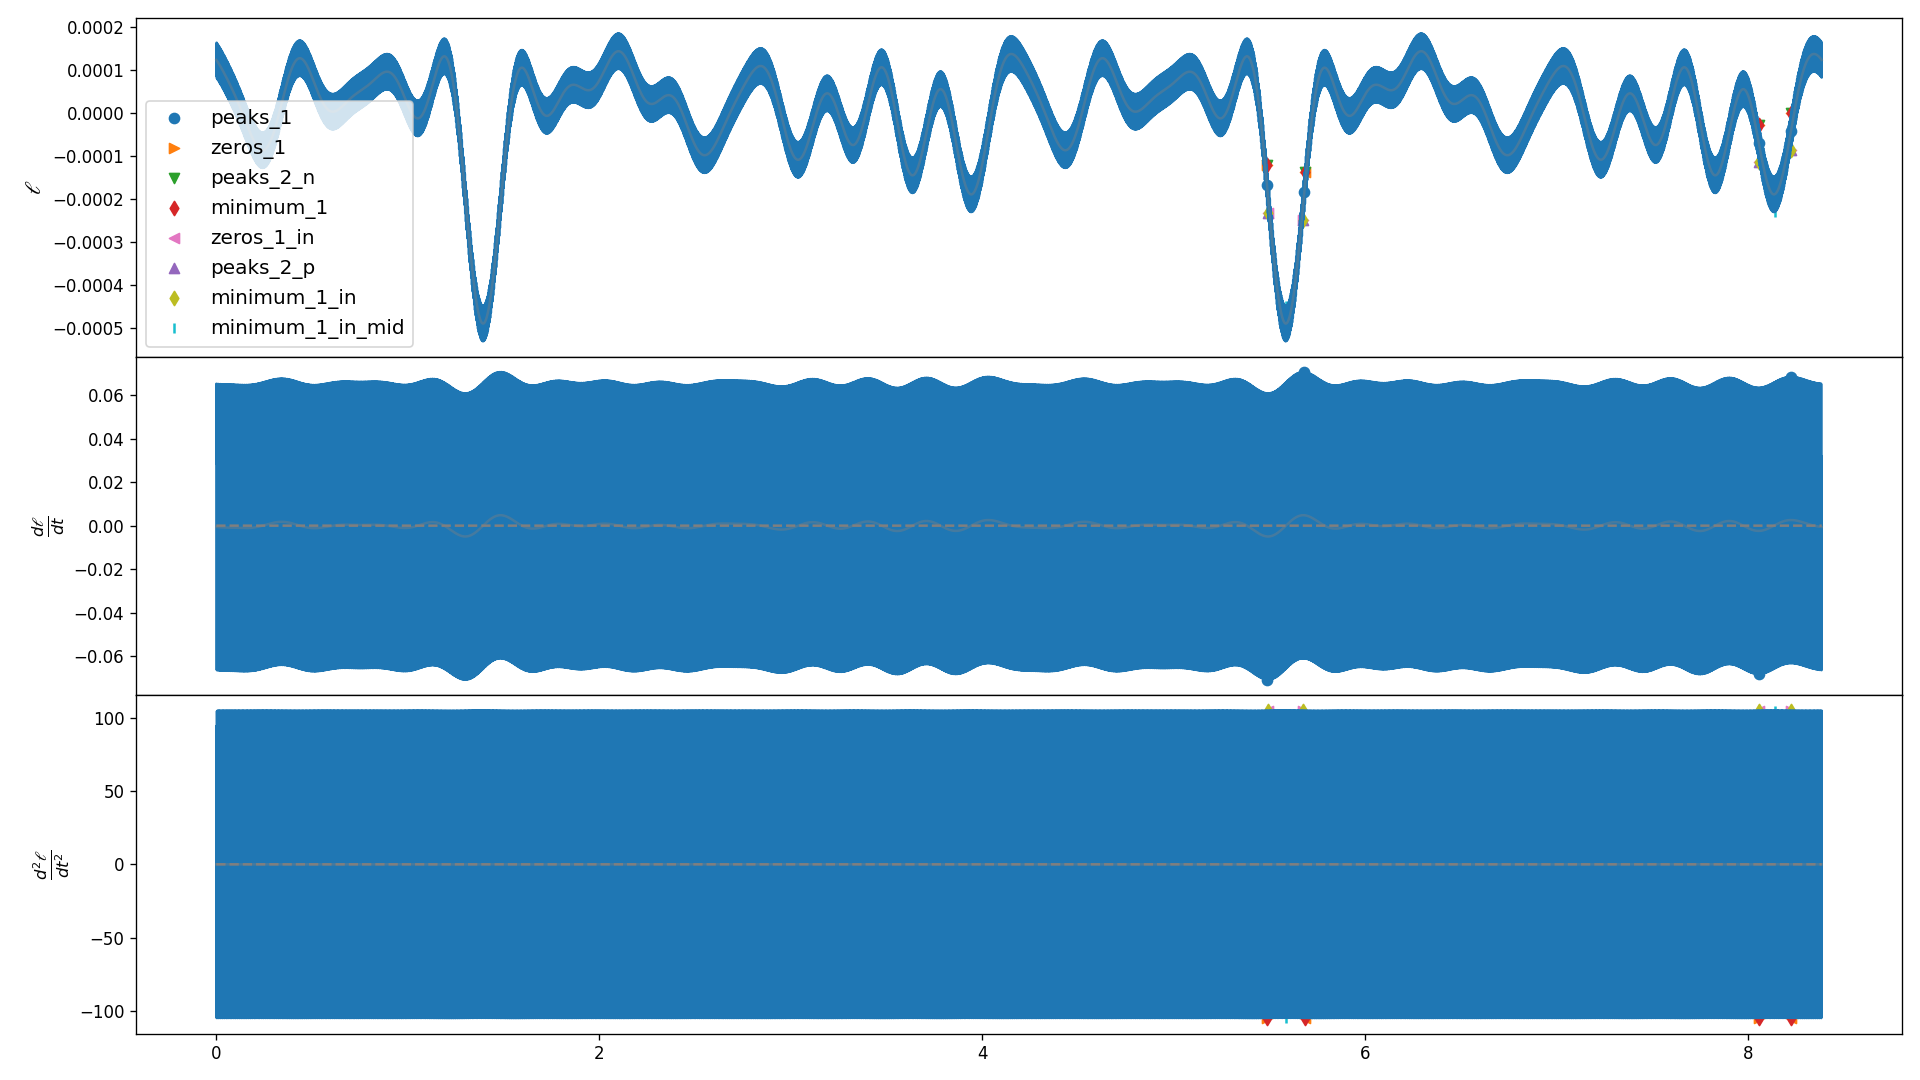 0.0002
0.0001
0.0000
−0.0001
−0.0002
−0.0003
−0.0004
−0.0005
ℓ
peaks_1
zeros_1
peaks_2_n
minimum_1
zeros_1_in
peaks_2_p
minimum_1_in
minimum_1_in_mid
0.06
0.04
0.02
0.00
−0.02
−0.04
−0.06
dℓ
dt
100
50
0
−50
−100
d²ℓ
dt²
0 2 4 6 8